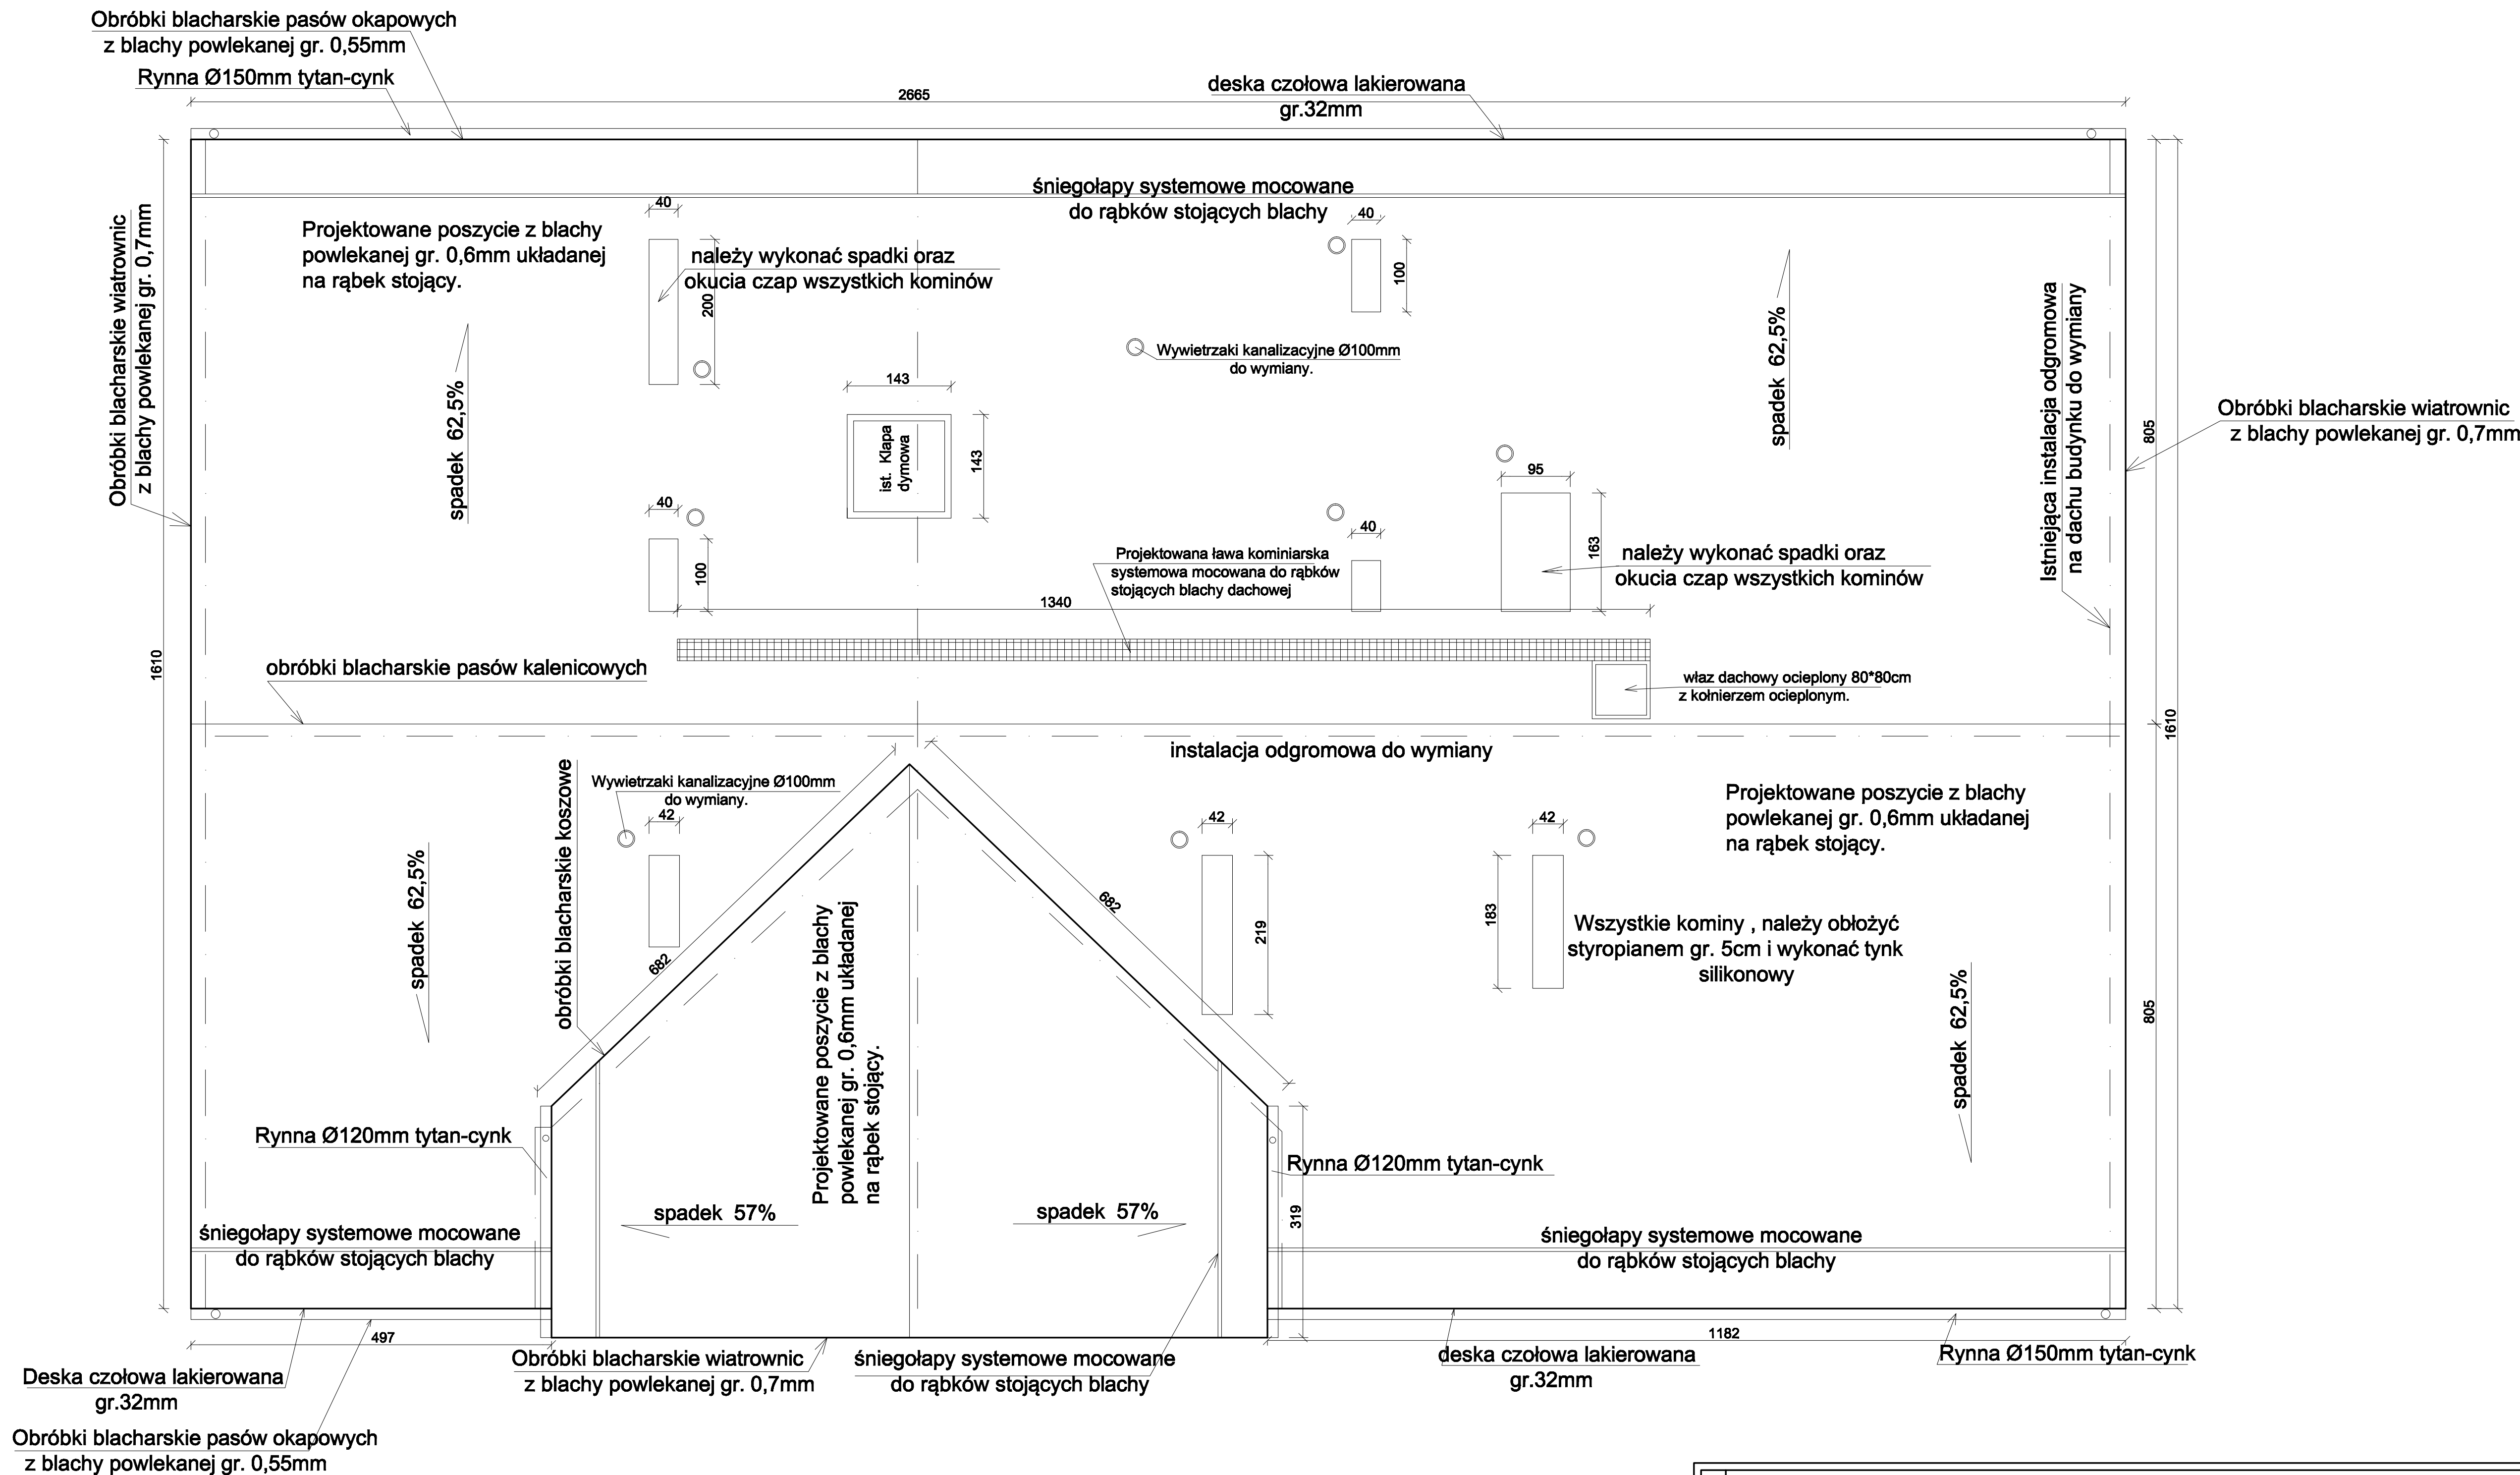 Obróbki blacharskie pasów okapowych
z blachy powlekanej gr. 0,55mm
Rynna Ø150mm tytan-cynk
2665
deska czołowa lakierowana
gr.32mm
śniegołapy systemowe mocowane
do rąbków stojących blachy
Obróbki blacharskie wiatrownic
z blachy powlekanej gr. 0,7mm
Projektowane poszycie z blachy
powlekanej gr. 0,6mm układanej
na rąbek stojący.
40
200
należy wykonać spadki oraz
okucia czap wszystkich kominów
40
100
Wywietrzaki kanalizacyjne Ø100mm
do wymiany.
spadek 62,5%
spadek 62,5%
143
143
ist. Klapa
dymowa
Istniejąca instalacja odgromowa
na dachu budynku do wymiany
Obróbki blacharskie wiatrownic
z blachy powlekanej gr. 0,7mm
805
95
163
40
100
40
Projektowana ława kominiarska
systemowa mocowana do rąbków
stojących blachy dachowej
należy wykonać spadki oraz
okucia czap wszystkich kominów
1340
1610
obróbki blacharskie pasów kalenicowych
właz dachowy ocieplony 80*80cm
z kołnierzem ocieplonym.
1610
instalacja odgromowa do wymiany
obróbki blacharskie koszowe
Wywietrzaki kanalizacyjne Ø100mm
do wymiany.
42
42
42
Projektowane poszycie z blachy
powlekanej gr. 0,6mm układanej
na rąbek stojący.
spadek 62,5%
682
682
219
183
Projektowane poszycie z blachy
powlekanej gr. 0,6mm układanej
na rąbek stojący.
Wszystkie kominy , należy obłożyć
styropianem gr. 5cm i wykonać tynk
silikonowy
805
spadek 62,5%
Rynna Ø120mm tytan-cynk
Rynna Ø120mm tytan-cynk
319
spadek 57%
spadek 57%
śniegołapy systemowe mocowane
do rąbków stojących blachy
śniegołapy systemowe mocowane
do rąbków stojących blachy
497
1182
Deska czołowa lakierowana
gr.32mm
Obróbki blacharskie wiatrownic
z blachy powlekanej gr. 0,7mm
śniegołapy systemowe mocowane
do rąbków stojących blachy
deska czołowa lakierowana
gr.32mm
Rynna Ø150mm tytan-cynk
Obróbki blacharskie pasów okapowych
z blachy powlekanej gr. 0,55mm